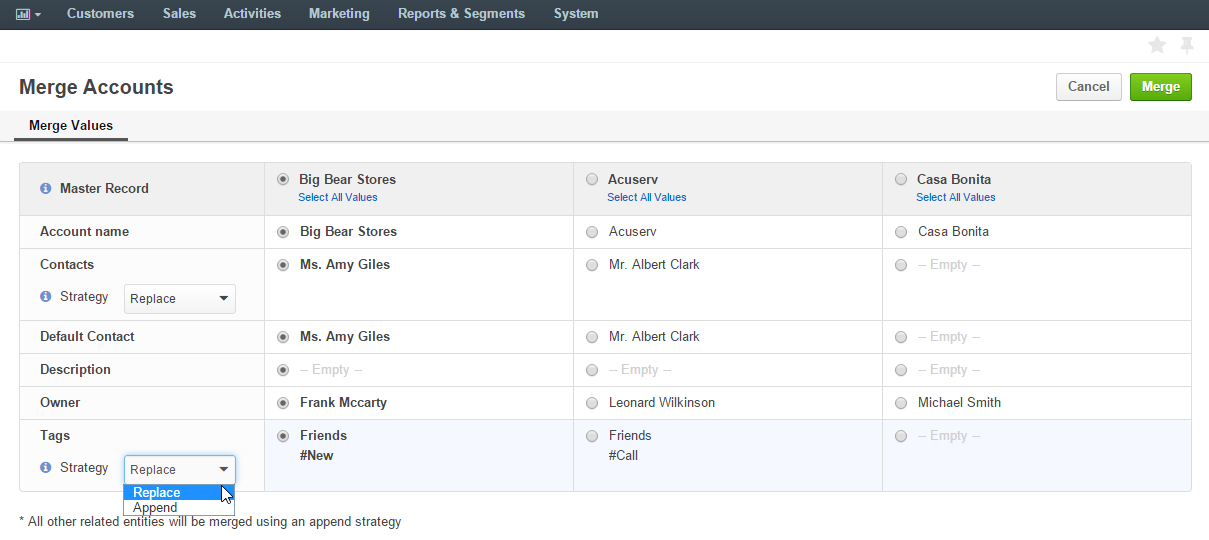 Customers Sales Activities Marketing Reports & Segments System
Merge Accounts
Cancel Merge
Merge Values
Master Record Big Bear Stores Acuserv Casa Bonita
Select All Values Select All Values Select All Values
Account name Big Bear Stores Acuserv Casa Bonita
Contacts Ms. Amy Giles Mr. Albert Clark -- Empty --
Strategy Replace
Default Contact Ms. Amy Giles Mr. Albert Clark -- Empty --
Description -- Empty -- -- Empty -- -- Empty --
Owner Frank Mccarty Leonard Wilkinson Michael Smith
Tags Friends Friends -- Empty --
#New #Call
Strategy Replace
Replace
Append
* All other related entities will be merged using an append strategy